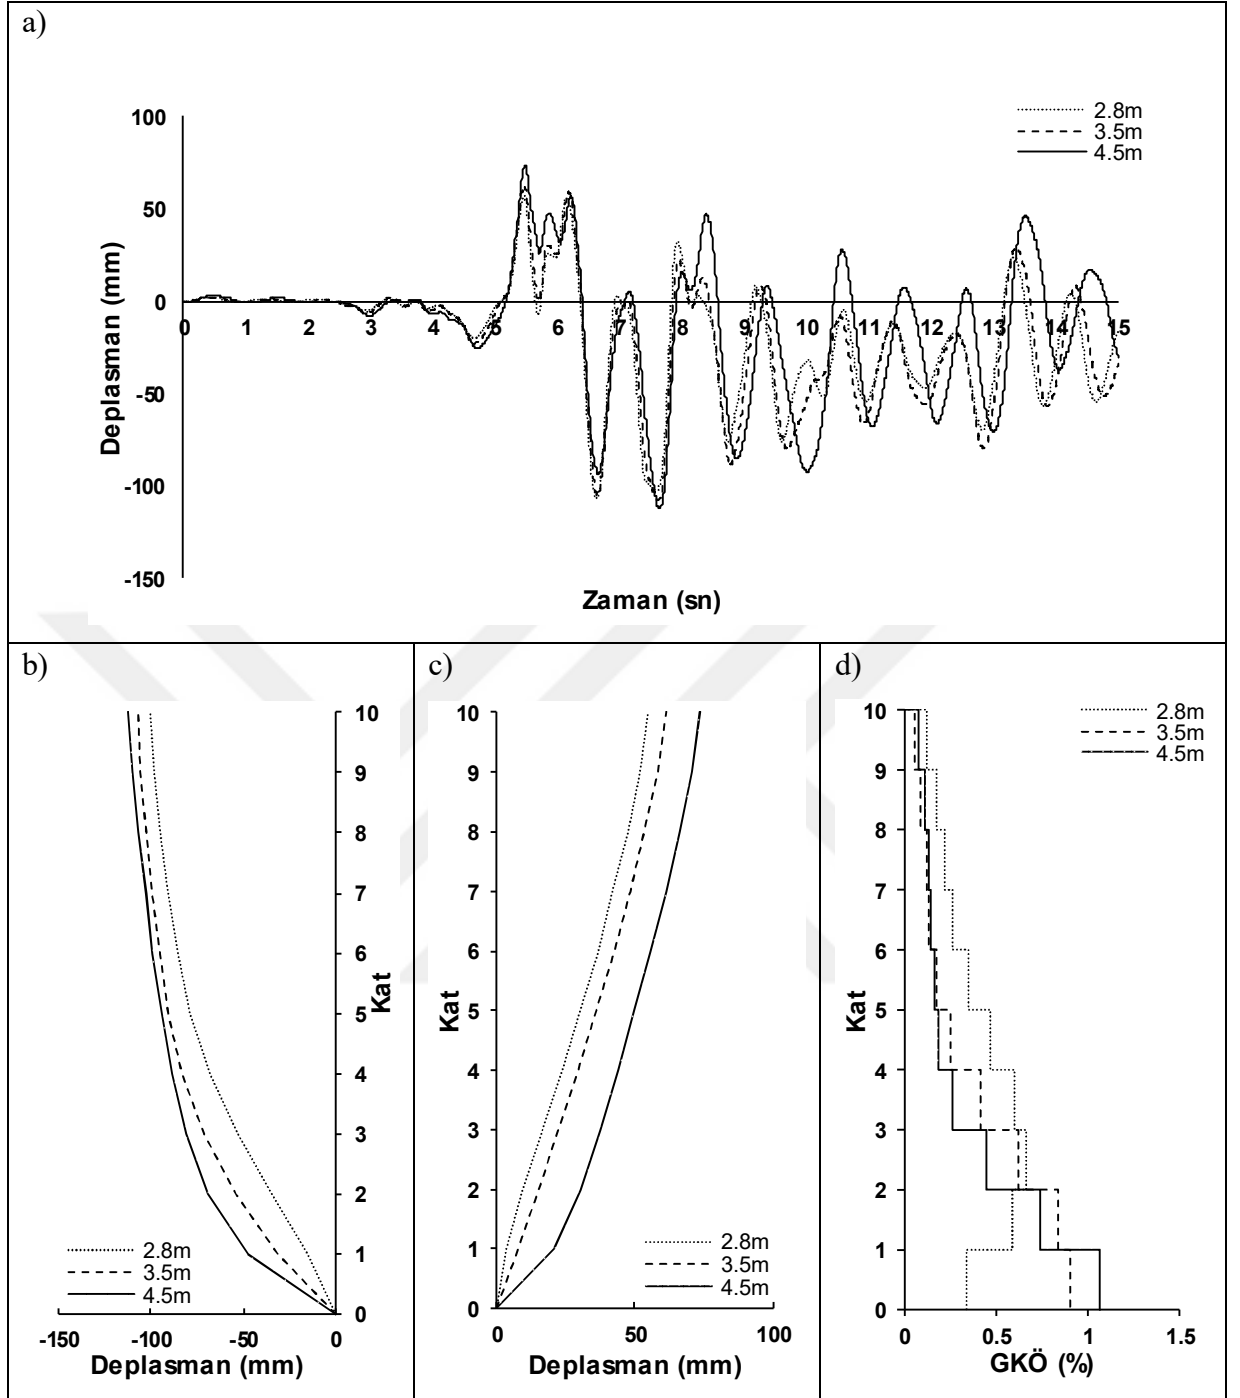 a)
100
50
0
-50
-100
-150
Deplasman (mm)
0 1 2 3 4 5 6 7 8 9 10 11 12 13 14 15
Zaman (sn)
2.8m
3.5m
4.5m
b)
10
9
8
7
6
5
4
3
2
1
0
Kat
2.8m
3.5m
4.5m
-150 -100 -50 0
Deplasman (mm)
c)
10
9
8
7
6
5
4
3
2
1
0
Kat
2.8m
3.5m
4.5m
0 50 100
Deplasman (mm)
d)
2.8m
3.5m
4.5m
10
9
8
7
6
5
4
3
2
1
0
Kat
0 0.5 1 1.5
GKÖ (%)